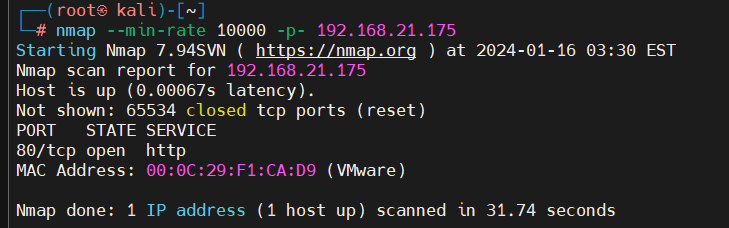 ┌──(root㉿ kali)-[~]
└─# nmap --min-rate 10000 -p- 192.168.21.175
Starting Nmap 7.94SVN ( https://nmap.org ) at 2024-01-16 03:30 EST
Nmap scan report for 192.168.21.175
Host is up (0.00067s latency).
Not shown: 65534 closed tcp ports (reset)
PORT   STATE SERVICE
80/tcp open  http
MAC Address: 00:0C:29:F1:CA:D9 (VMware)
Nmap done: 1 IP address (1 host up) scanned in 31.74 seconds